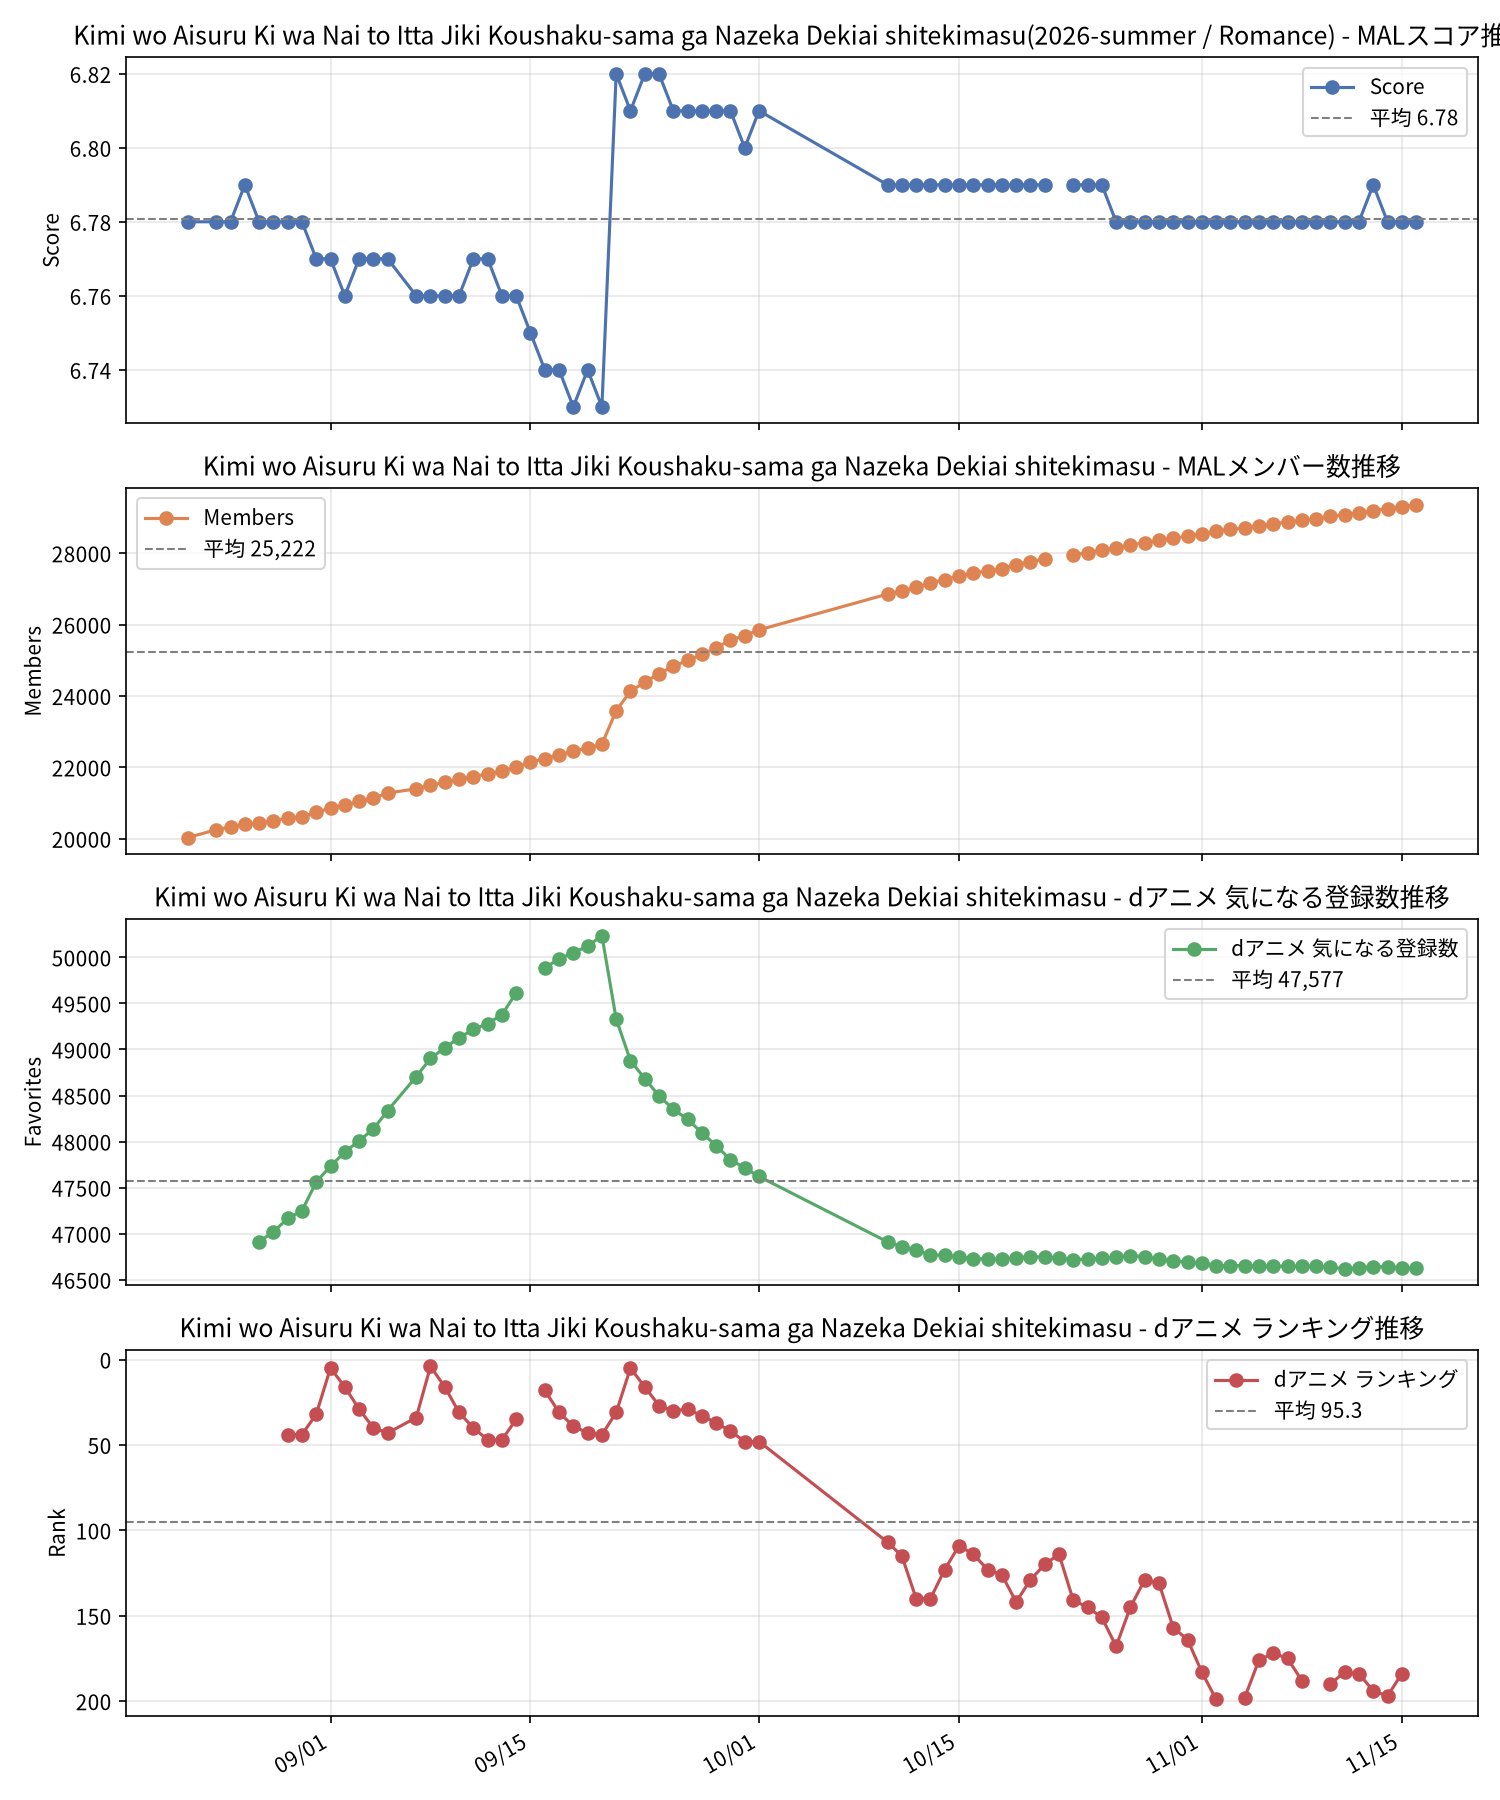 Kimi wo Aisuru Ki wa Nai to Itta Jiki Koushaku-sama ga Nazeka Dekiai shitekimasu(2026-summer / Romance) - MALスコア推
6.82
6.80
6.78
6.76
6.74
Score
Score
平均 6.78
Kimi wo Aisuru Ki wa Nai to Itta Jiki Koushaku-sama ga Nazeka Dekiai shitekimasu - MALメンバー数推移
28000
26000
24000
22000
20000
Members
Members
平均 25,222
Kimi wo Aisuru Ki wa Nai to Itta Jiki Koushaku-sama ga Nazeka Dekiai shitekimasu - dアニメ 気になる登録数推移
50000
49500
49000
48500
48000
47500
47000
46500
Favorites
dアニメ 気になる登録数
平均 47,577
Kimi wo Aisuru Ki wa Nai to Itta Jiki Koushaku-sama ga Nazeka Dekiai shitekimasu - dアニメ ランキング推移
0
50
100
150
200
Rank
dアニメ ランキング
平均 95.3
09/01
09/15
10/01
10/15
11/01
11/15